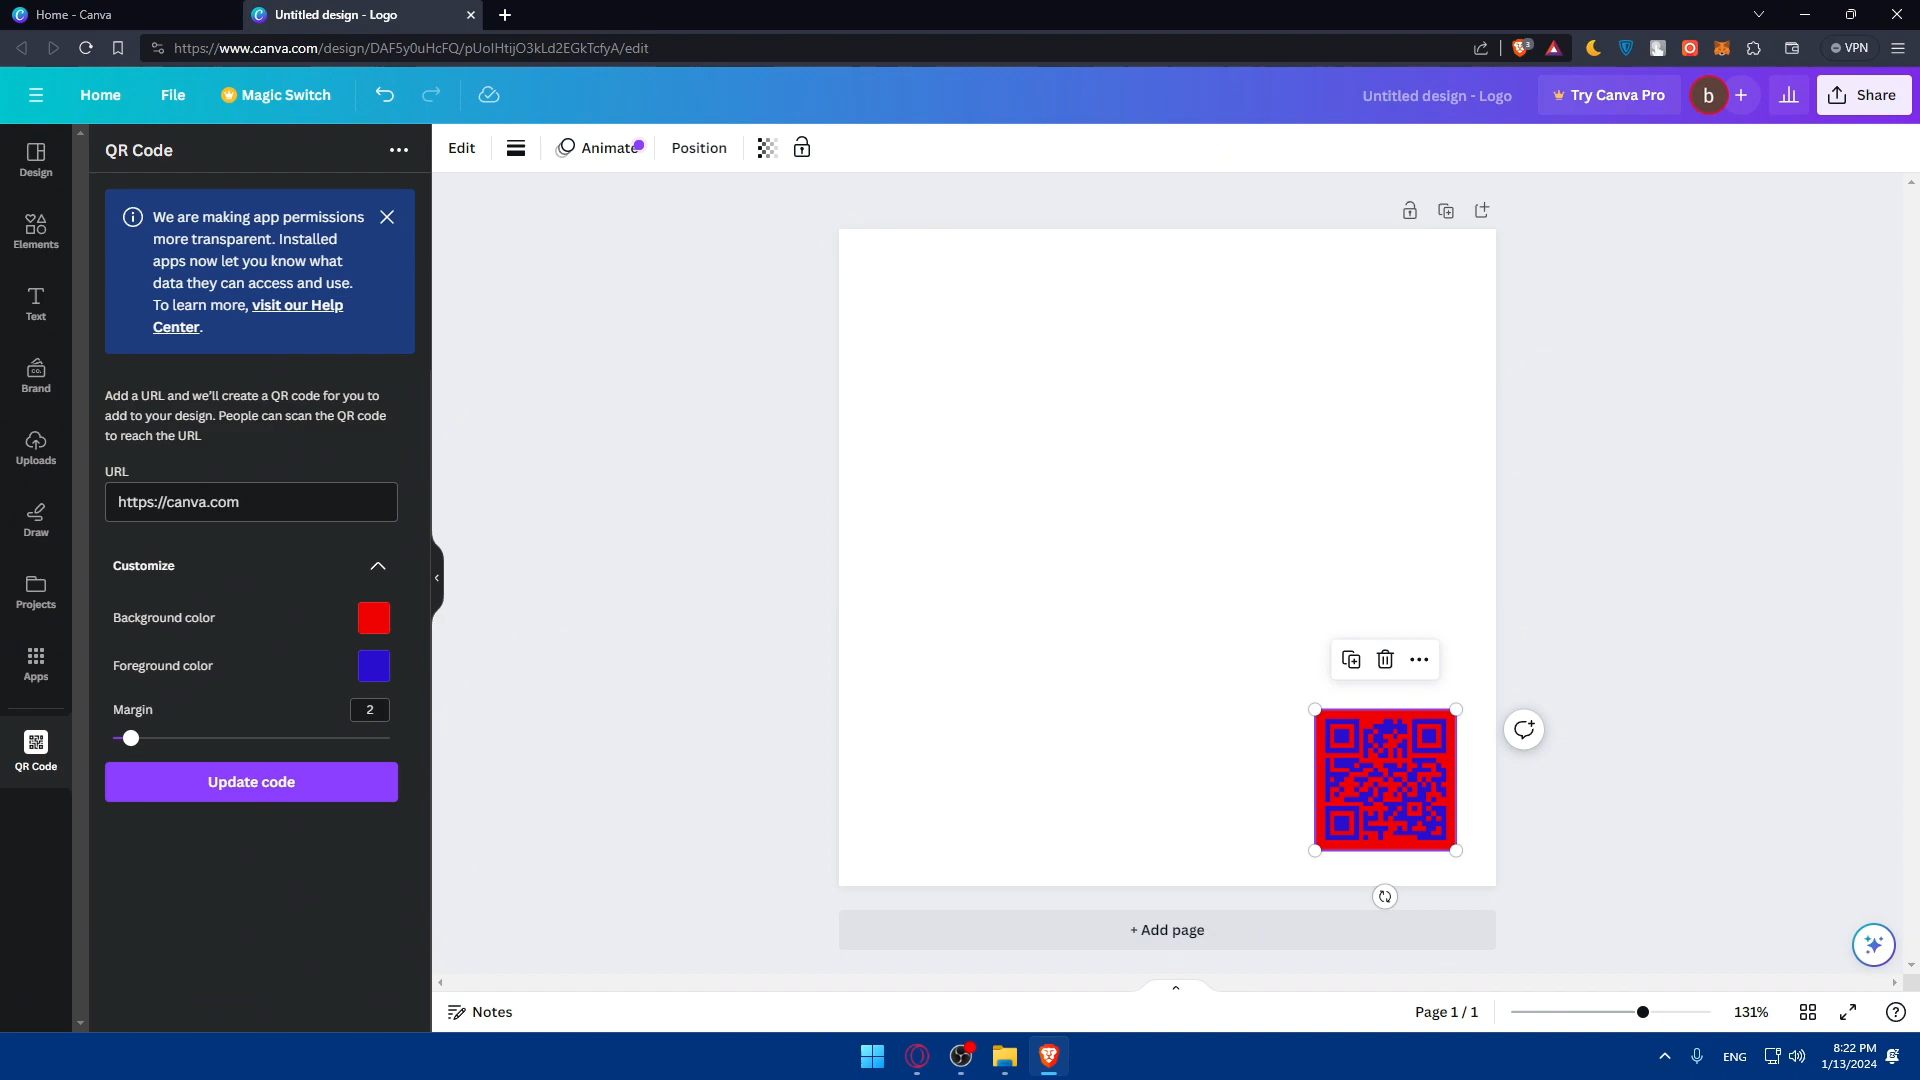 Home - Canva
Untitled design - Logo
https://www.canva.com/design/DAF5y0uHcFQ/pUoIHtijO3kLd2EGkTcfyA/edit
3
VPN
Home
File
Magic Switch
Untitled design - Logo
Try Canva Pro
b
Share
Design
Elements
Text
Brand
Uploads
Draw
Projects
Apps
QR Code
QR Code
We are making app permissions
more transparent. Installed
apps now let you know what
data they can access and use.
To learn more, visit our Help
Center.
Add a URL and we'll create a QR code for you to
add to your design. People can scan the QR code
to reach the URL
URL
https://canva.com
Customize
Background color
Foreground color
Margin
2
Update code
Edit
Animate
Position
+ Add page
Notes
Page 1 / 1
131%
ENG
8:22 PM
1/13/2024